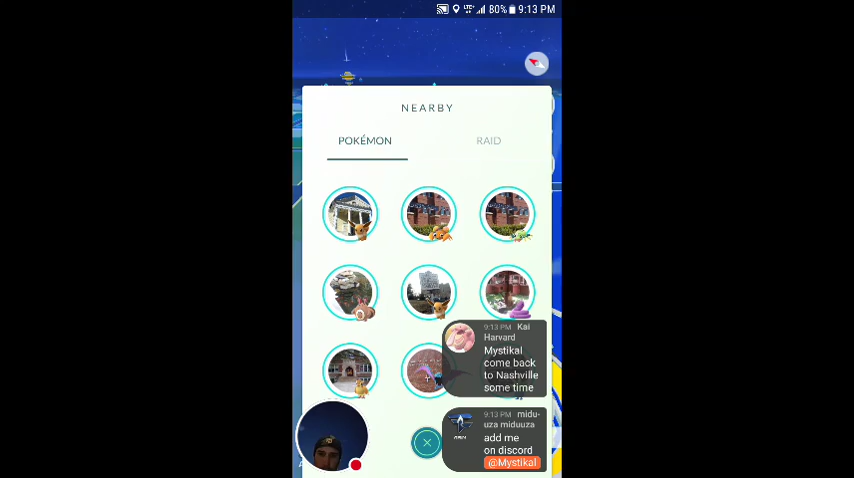 80% 9:13 PM
NEARBY
POKÉMON RAID
9:13 PM Kai
Harvard
Mystikal
come back
to Nashville
some time
9:13 PM midu-
uza miduuza
add me
on discord
@Mystikal